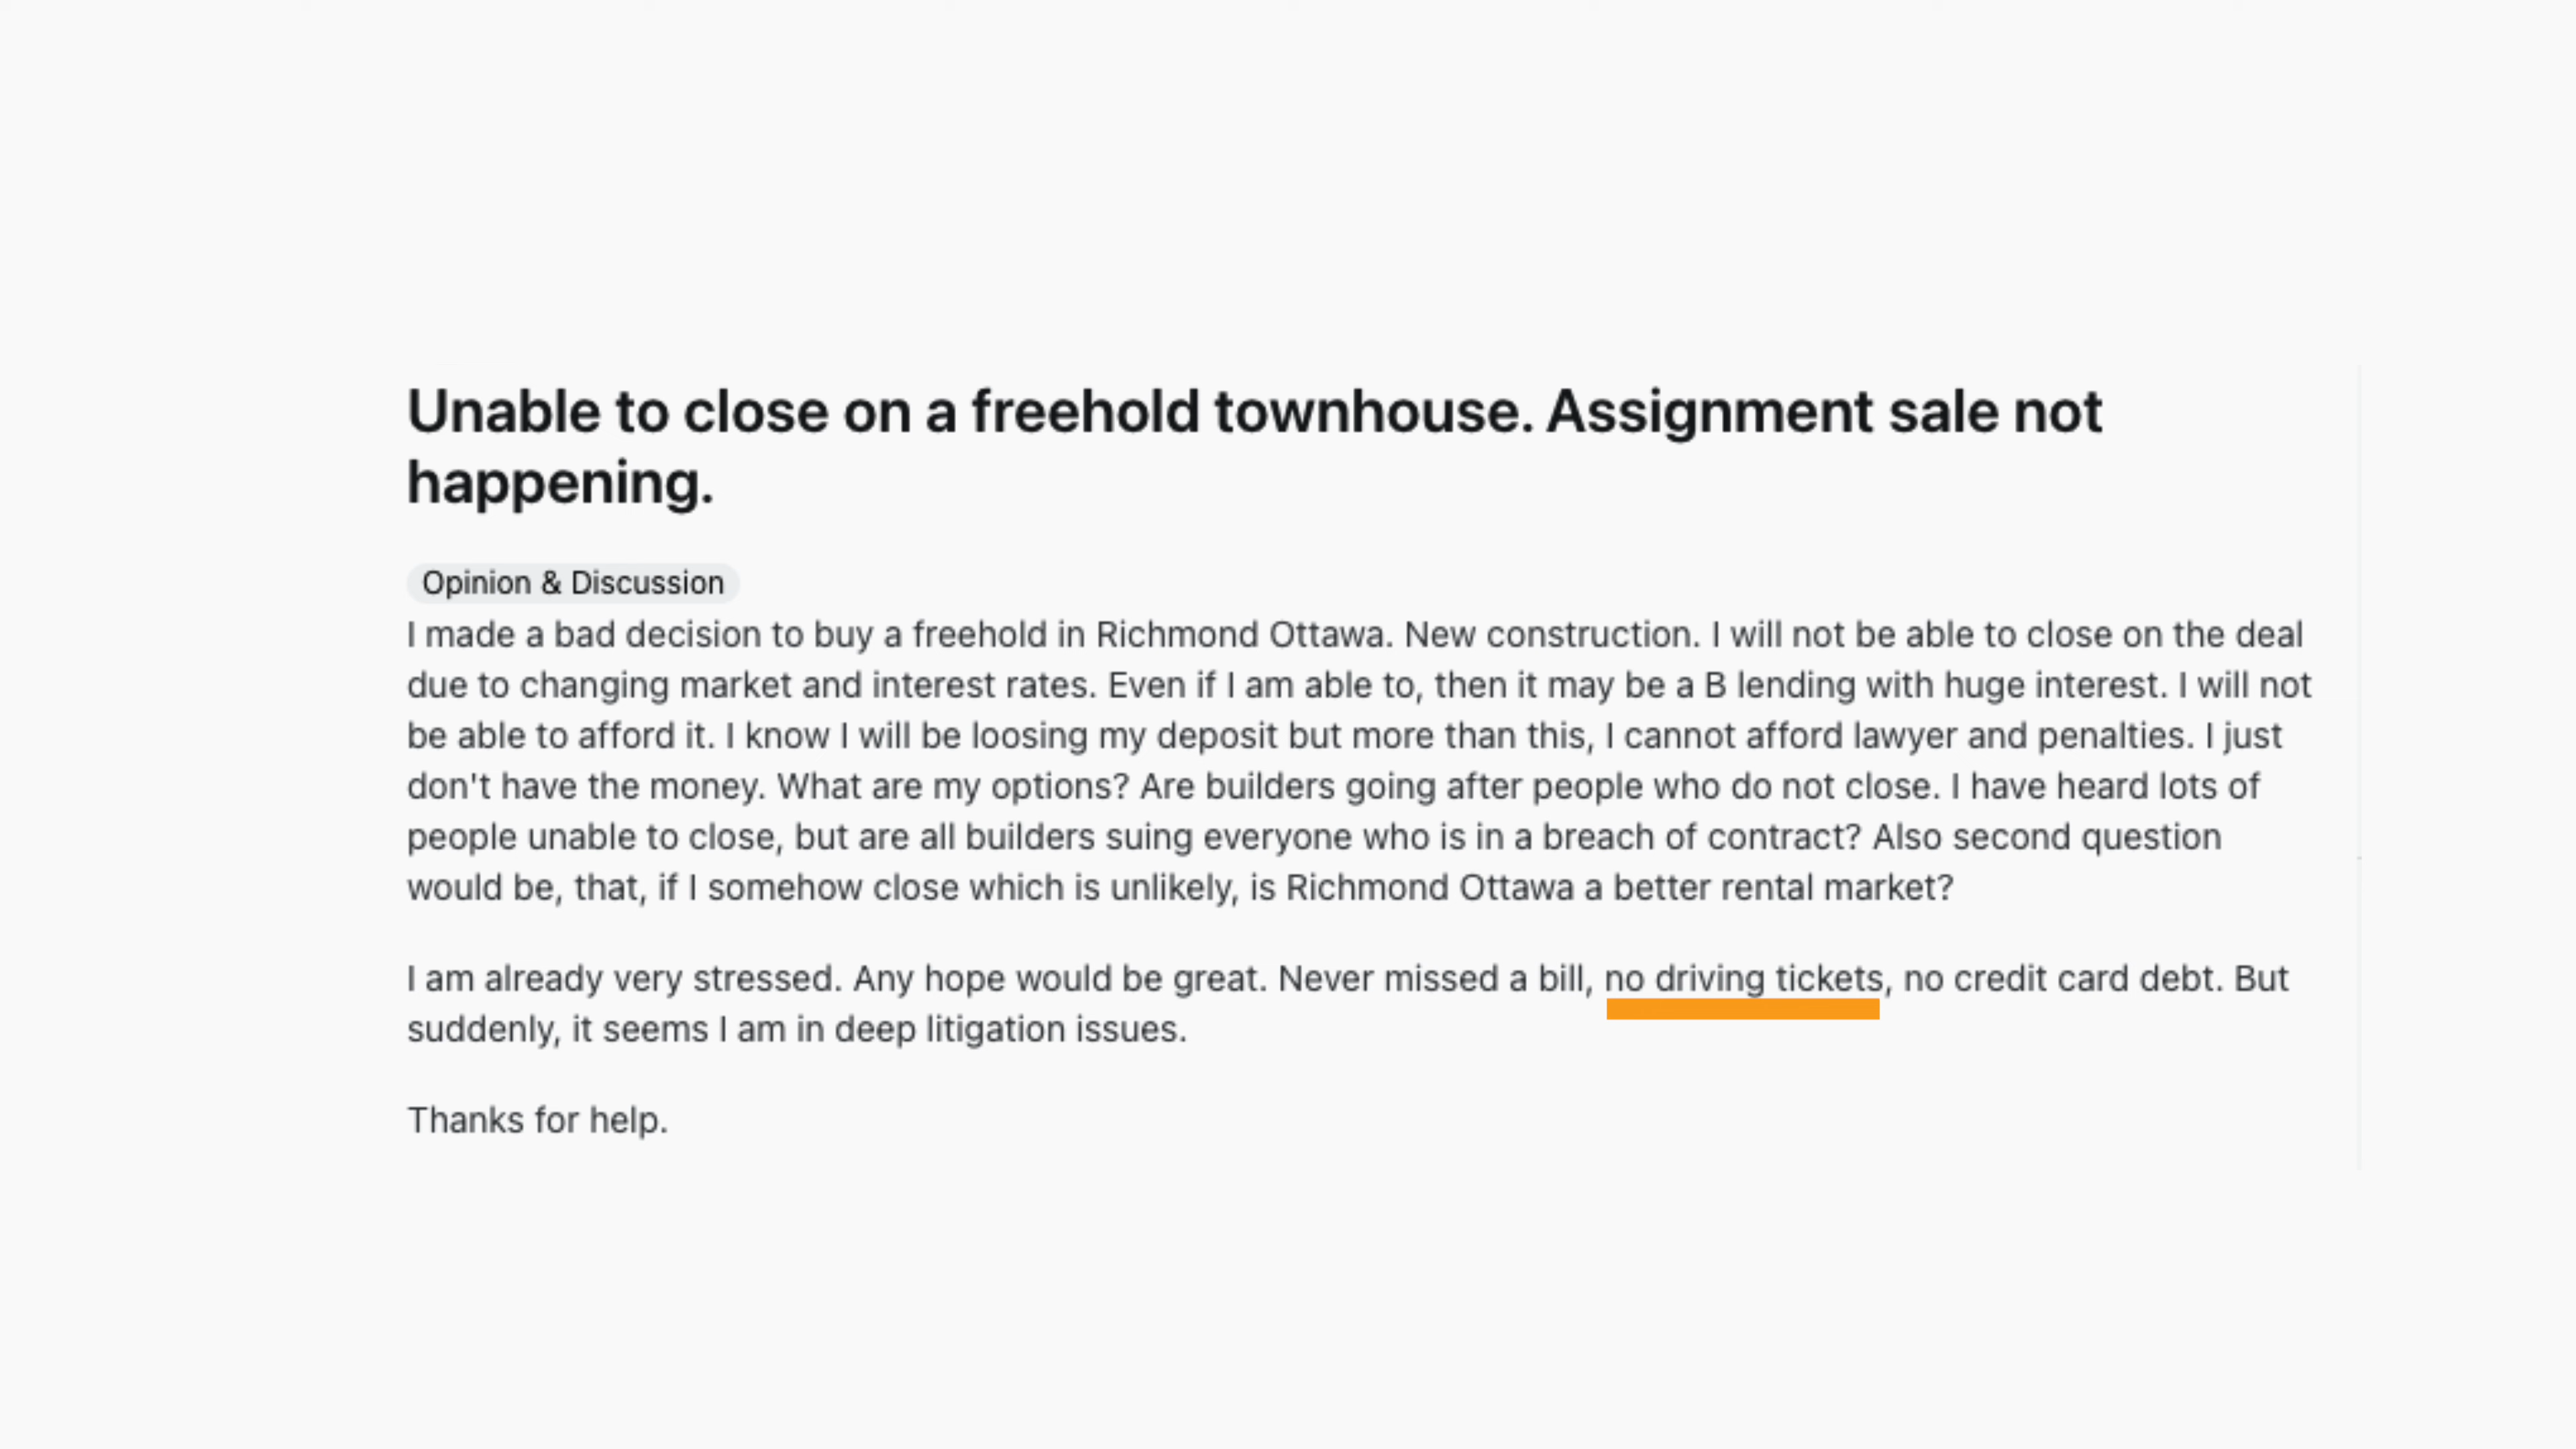 Unable to close on a freehold townhouse. Assignment sale not
happening.
Opinion & Discussion
I made a bad decision to buy a freehold in Richmond Ottawa. New construction. I will not be able to close on the deal
due to changing market and interest rates. Even if I am able to, then it may be a B lending with huge interest. I will not
be able to afford it. I know I will be loosing my deposit but more than this, I cannot afford lawyer and penalties. I just
don't have the money. What are my options? Are builders going after people who do not close. I have heard lots of
people unable to close, but are all builders suing everyone who is in a breach of contract? Also second question
would be, that, if I somehow close which is unlikely, is Richmond Ottawa a better rental market?
I am already very stressed. Any hope would be great. Never missed a bill, no driving tickets, no credit card debt. But
suddenly, it seems I am in deep litigation issues.
Thanks for help.